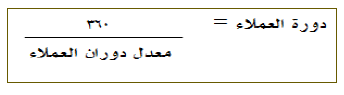 دورة العملاء =
٣٦٠
معدل دوران العملاء